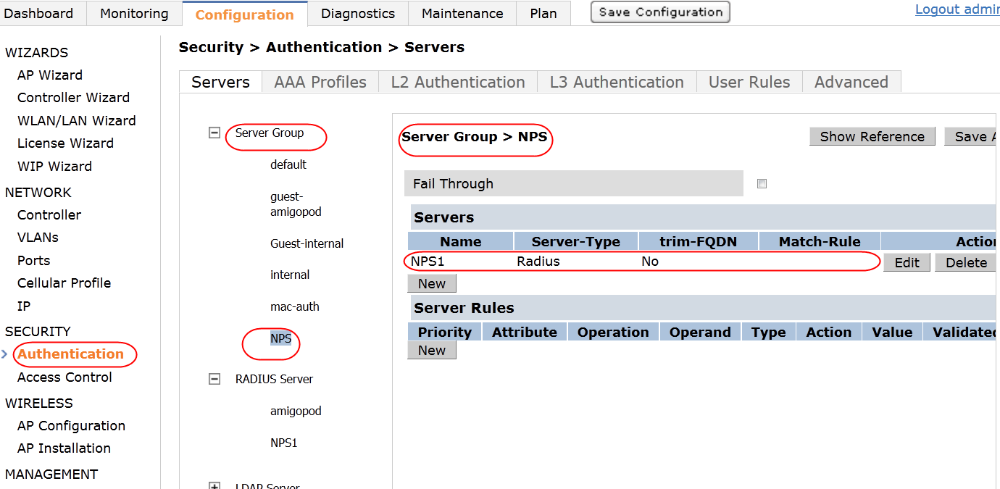 Dashboard Monitoring Configuration Diagnostics Maintenance Plan Save Configuration Logout admin
WIZARDS
AP Wizard
Controller Wizard
WLAN/LAN Wizard
License Wizard
WIP Wizard
NETWORK
Controller
VLANs
Ports
Cellular Profile
IP
SECURITY
Authentication
Access Control
WIRELESS
AP Configuration
AP Installation
MANAGEMENT
Security > Authentication > Servers
Servers AAA Profiles L2 Authentication L3 Authentication User Rules Advanced
Server Group
default
guest-
amigopod
Guest-internal
internal
mac-auth
NPS
RADIUS Server
amigopod
NPS1
LDAP Server
Server Group > NPS Show Reference Save A
Fail Through
Servers
Name Server-Type trim-FQDN Match-Rule Action
NPS1 Radius No Edit Delete
New
Server Rules
Priority Attribute Operation Operand Type Action Value Validated
New